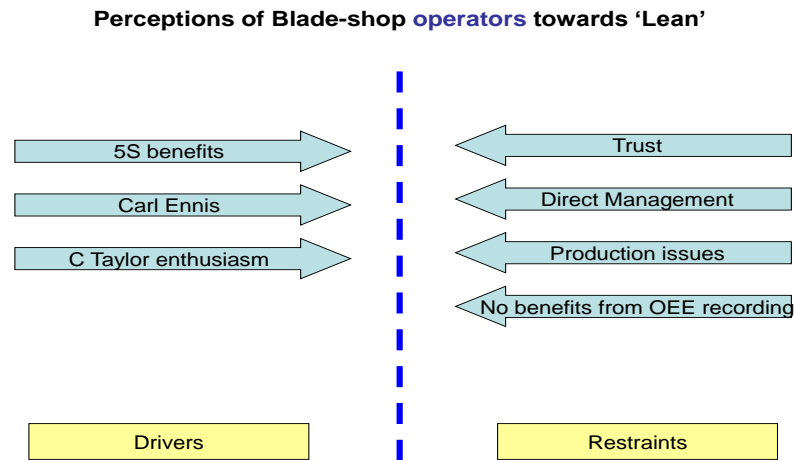 Perceptions of Blade-shop operators towards ‘Lean’
5S benefits
Carl Ennis
C Taylor enthusiasm
Trust
Direct Management
Production issues
No benefits from OEE recording
Drivers
Restraints